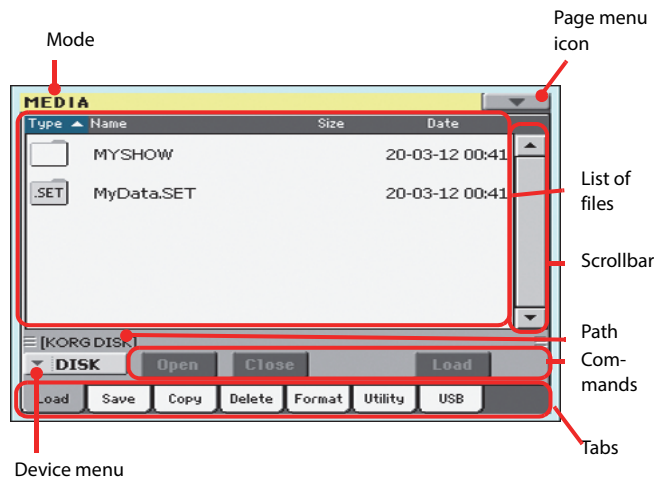 Mode
Page menu
icon
MEDIA
Type Name Size Date
MYSHOW 20-03-12 00:41
.SET MyData.SET 20-03-12 00:41
List of
files
Scrollbar
[KORG DISK]
Path
DISK Open Close Load
Com-
mands
Load Save Copy Delete Format Utility USB
Tabs
Device menu